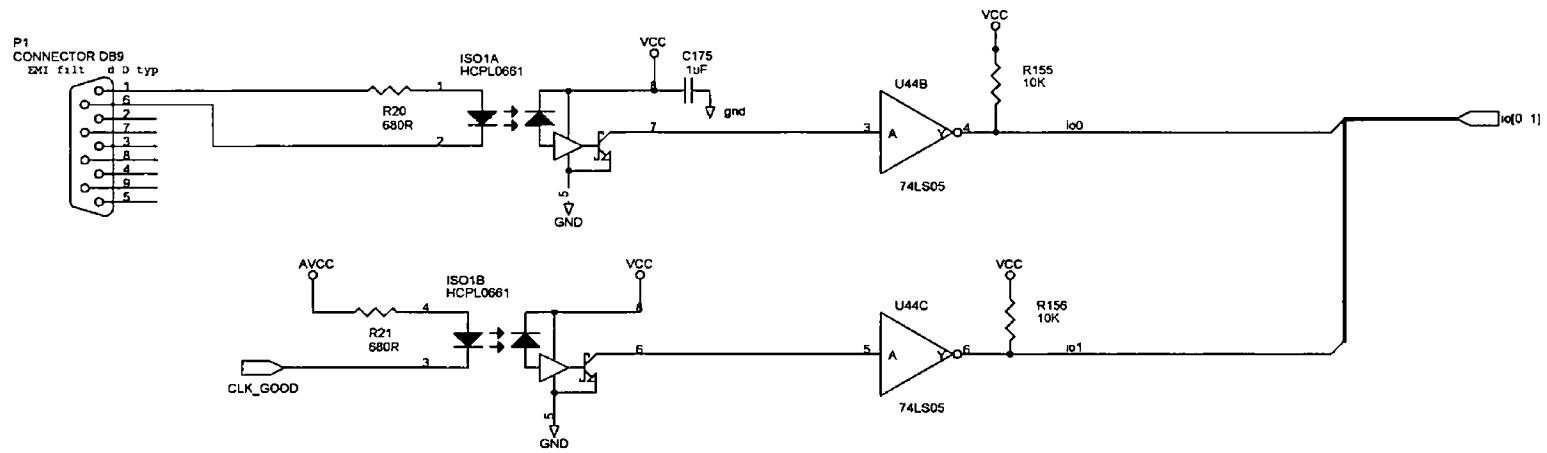 P1
CONNECTOR DB9
EMI filt d D typ
1
6
2
7
3
8
4
9
5
R20
680R
1
2
ISO1A
HCPL0661
VCC
8
C175
1uF
gnd
7
5
GND
U44B
3
A
Y
4
74LS05
VCC
R155
10K
io0
io[0 1]
AVCC
R21
680R
4
3
CLK_GOOD
ISO1B
HCPL0661
VCC
8
6
5
GND
U44C
5
A
Y
6
74LS05
VCC
R156
10K
io1